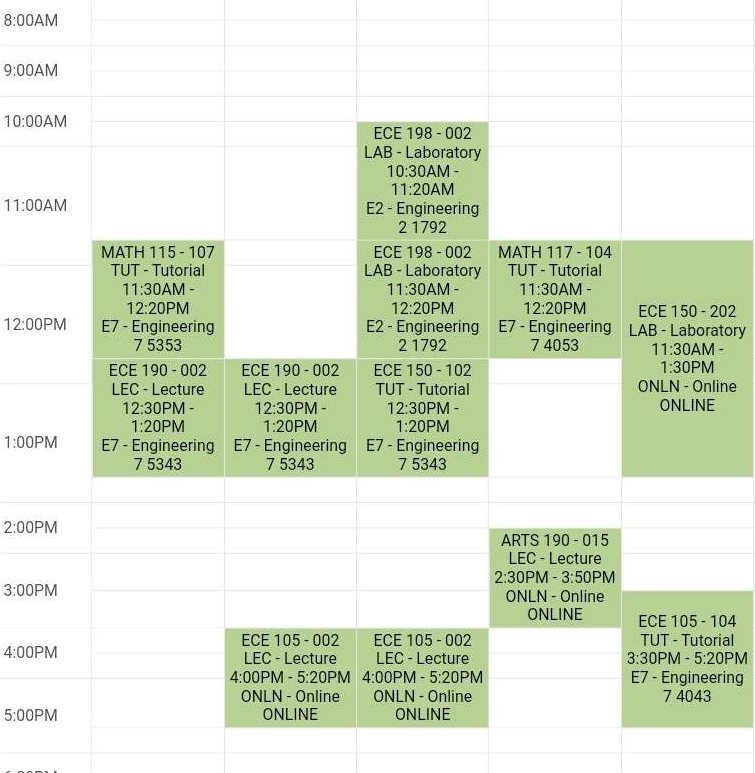 8:00AM
9:00AM
10:00AM
11:00AM
12:00PM
1:00PM
2:00PM
3:00PM
4:00PM
5:00PM
MATH 115 - 107
TUT - Tutorial
11:30AM -
12:20PM
E7 - Engineering
7 5353
ECE 190 - 002
LEC - Lecture
12:30PM -
1:20PM
E7 - Engineering
7 5343
ECE 190 - 002
LEC - Lecture
12:30PM -
1:20PM
E7 - Engineering
7 5343
ECE 105 - 002
LEC - Lecture
4:00PM - 5:20PM
ONLN - Online
ONLINE
ECE 198 - 002
LAB - Laboratory
10:30AM -
11:20AM
E2 - Engineering
2 1792
ECE 198 - 002
LAB - Laboratory
11:30AM -
12:20PM
E2 - Engineering
2 1792
ECE 150 - 102
TUT - Tutorial
12:30PM -
1:20PM
E7 - Engineering
7 5343
ECE 105 - 002
LEC - Lecture
4:00PM - 5:20PM
ONLN - Online
ONLINE
MATH 117 - 104
TUT - Tutorial
11:30AM -
12:20PM
E7 - Engineering
7 4053
ARTS 190 - 015
LEC - Lecture
2:30PM - 3:50PM
ONLN - Online
ONLINE
ECE 150 - 202
LAB - Laboratory
11:30AM -
1:30PM
ONLN - Online
ONLINE
ECE 105 - 104
TUT - Tutorial
3:30PM - 5:20PM
E7 - Engineering
7 4043